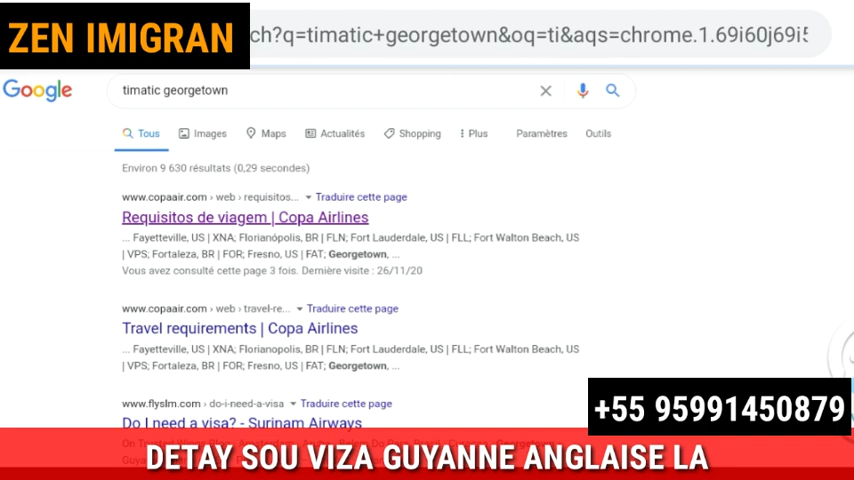 ZEN IMIGRAN
ch?q=timatic+georgetown&oq=ti&aqs=chrome.1.69i60j69i5
Google
timatic georgetown
Tous Images Maps Actualités Shopping Plus Paramètres Outils
Environ 9 630 résultats (0,29 secondes)
www.copaair.com › web › requisitos... Traduire cette page
Requisitos de viagem | Copa Airlines
... Fayetteville, US | XNA; Florianópolis, BR | FLN; Fort Lauderdale, US | FLL; Fort Walton Beach, US
| VPS; Fortaleza, BR | FOR; Fresno, US | FAT; Georgetown, ...
Vous avez consulté cette page 3 fois. Dernière visite : 26/11/20
www.copaair.com › web › travel-re... Traduire cette page
Travel requirements | Copa Airlines
... Fayetteville, US | XNA; Florianopolis, BR | FLN; Fort Lauderdale, US | FLL; Fort Walton Beach, US
| VPS; Fortaleza, BR | FOR; Fresno, US | FAT; Georgetown, ...
www.flyslm.com › do-i-need-a-visa Traduire cette page
Do I need a visa? - Surinam Airways
+55 95991450879
DETAY SOU VIZA GUYANNE ANGLAISE LA